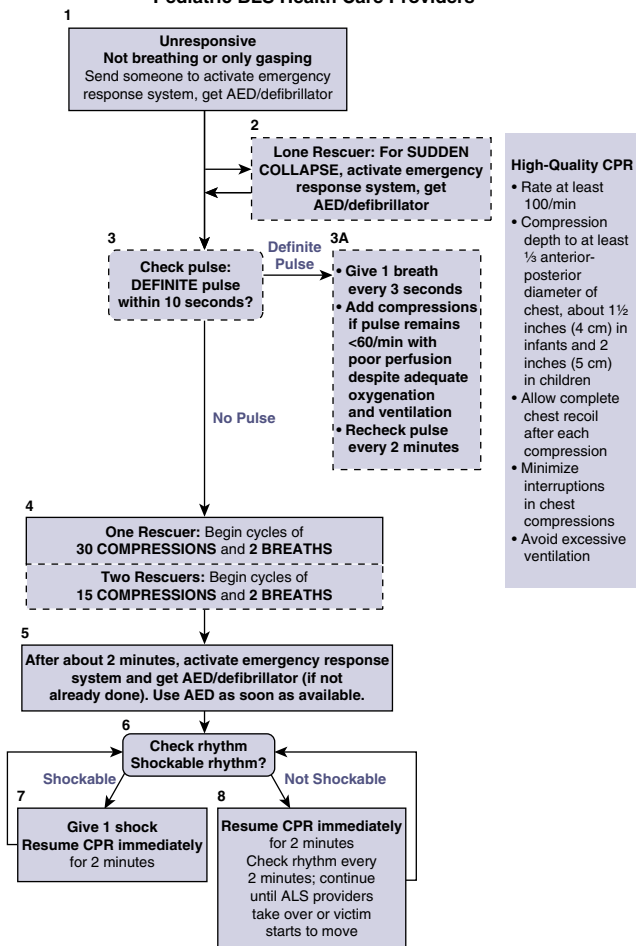 Pediatric BLS Health Care Providers
1
Unresponsive
Not breathing or only gasping
Send someone to activate emergency
response system, get AED/defibrillator
2
Lone Rescuer: For SUDDEN
COLLAPSE, activate emergency
response system, get
AED/defibrillator
3
Check pulse:
DEFINITE pulse
within 10 seconds?
Definite
Pulse
3A
• Give 1 breath
every 3 seconds
• Add compressions
if pulse remains
<60/min with
poor perfusion
despite adequate
oxygenation
and ventilation
• Recheck pulse
every 2 minutes
No Pulse
4
One Rescuer: Begin cycles of
30 COMPRESSIONS and 2 BREATHS
Two Rescuers: Begin cycles of
15 COMPRESSIONS and 2 BREATHS
5
After about 2 minutes, activate emergency response
system and get AED/defibrillator (if not
already done). Use AED as soon as available.
6
Check rhythm
Shockable rhythm?
Shockable
Not Shockable
7
Give 1 shock
Resume CPR immediately
for 2 minutes
8
Resume CPR immediately
for 2 minutes
Check rhythm every
2 minutes; continue
until ALS providers
take over or victim
starts to move
High-Quality CPR
• Rate at least
100/min
• Compression
depth to at least
⅓ anterior-
posterior
diameter of
chest, about 1½
inches (4 cm) in
infants and 2
inches (5 cm)
in children
• Allow complete
chest recoil
after each
compression
• Minimize
interruptions
in chest
compressions
• Avoid excessive
ventilation